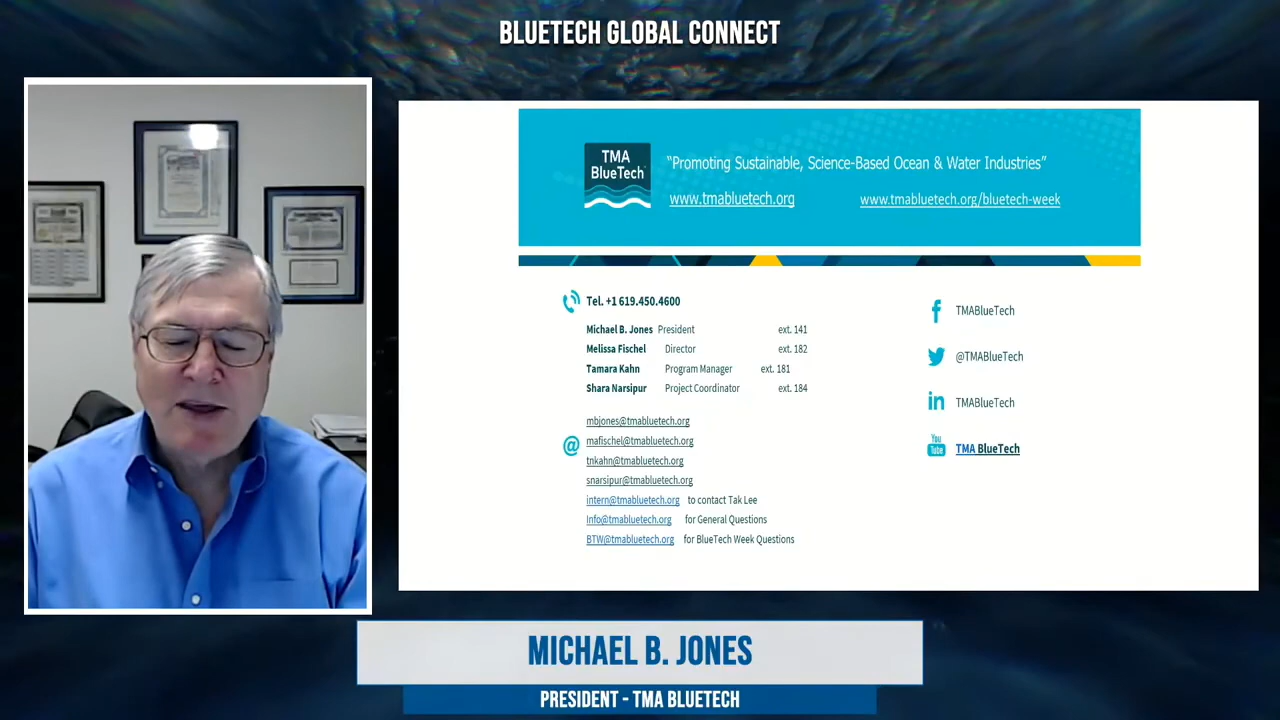 BLUETECH GLOBAL CONNECT
TMA
BlueTech
“Promoting Sustainable, Science-Based Ocean & Water Industries”
www.tmabluetech.org www.tmabluetech.org/bluetech-week
Tel. +1 619.450.4600
Michael B. Jones President ext. 141
Melissa Fischel Director ext. 182
Tamara Kahn Program Manager ext. 181
Shara Narsipur Project Coordinator ext. 184
mbjones@tmabluetech.org
@ mafischel@tmabluetech.org
tnkahn@tmabluetech.org
snarsipur@tmabluetech.org
intern@tmabluetech.org to contact Tak Lee
Info@tmabluetech.org for General Questions
BTW@tmabluetech.org for BlueTech Week Questions
f TMABlueTech
@TMABlueTech
in TMABlueTech
You
Tube TMA BlueTech
MICHAEL B. JONES
PRESIDENT - TMA BLUETECH